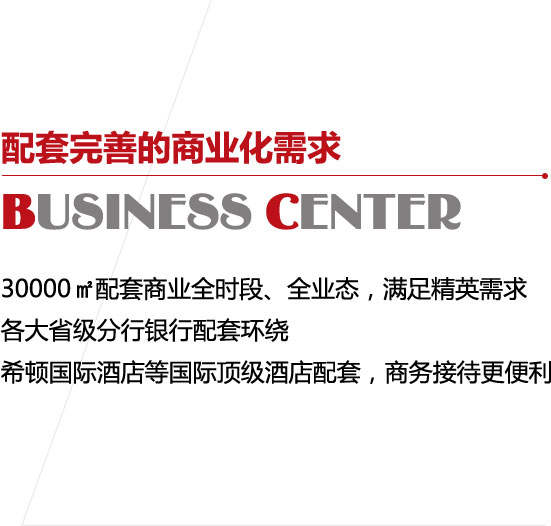 配套完善的商业化需求
BUSINESS CENTER
30000㎡配套商业全时段、全业态，满足精英需求
各大省级分行银行配套环绕
希顿国际酒店等国际顶级酒店配套，商务接待更便利